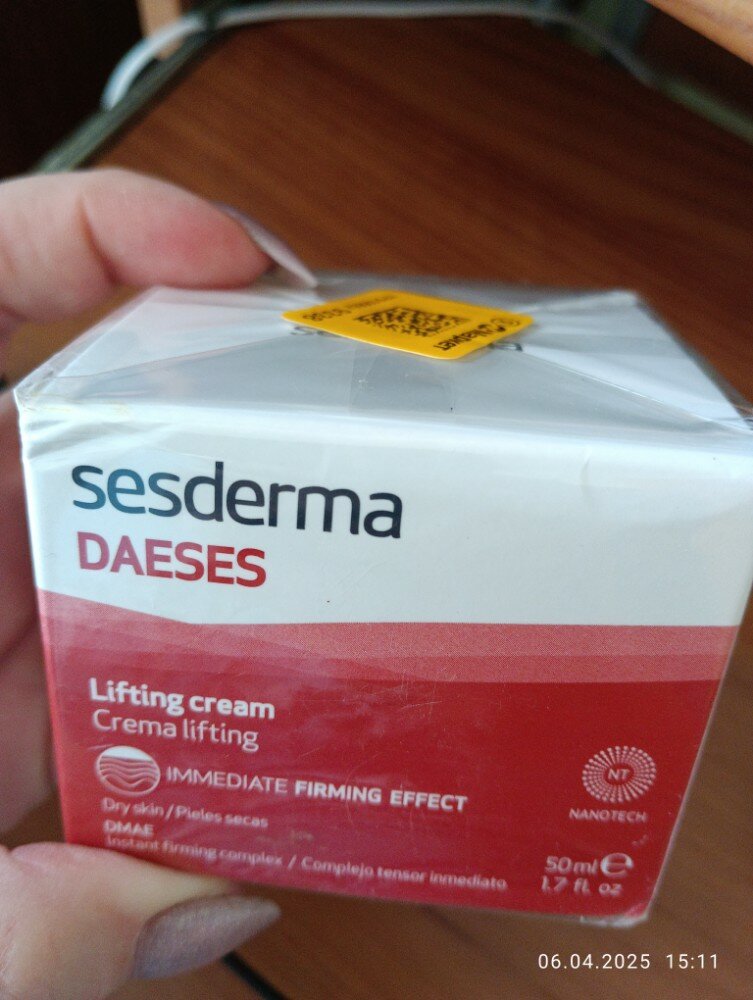 sesderma
DAESES
Lifting cream
Crema lifting
IMMEDIATE FIRMING EFFECT
Dry skin / Pieles secas
DMAE
Instant firming complex / Complejo tensor inmediato
NT
NANOTECH
50 ml e
1.7 fl. oz
06.04.2025 15:11